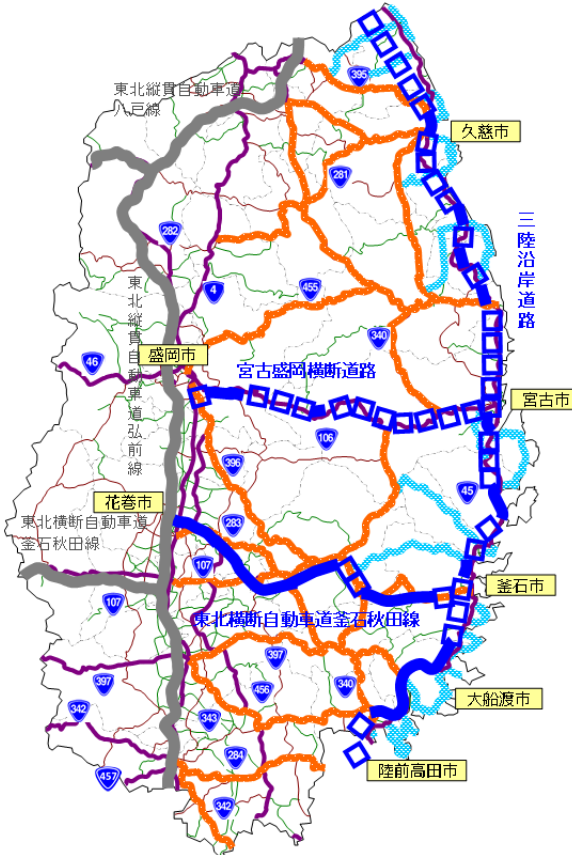 東北縦貫自動車道
八戸線
395
久慈市
281
三陸沿岸道路
282
4
455
東北縦貫自動車道弘前線
盛岡市
340
46
宮古盛岡横断道路
宮古市
106
396
45
花巻市
東北横断自動車道
釜石秋田線
283
107
釜石市
107
東北横断自動車道釜石秋田線
397
397
456
340
大船渡市
342
343
284
陸前高田市
457
342